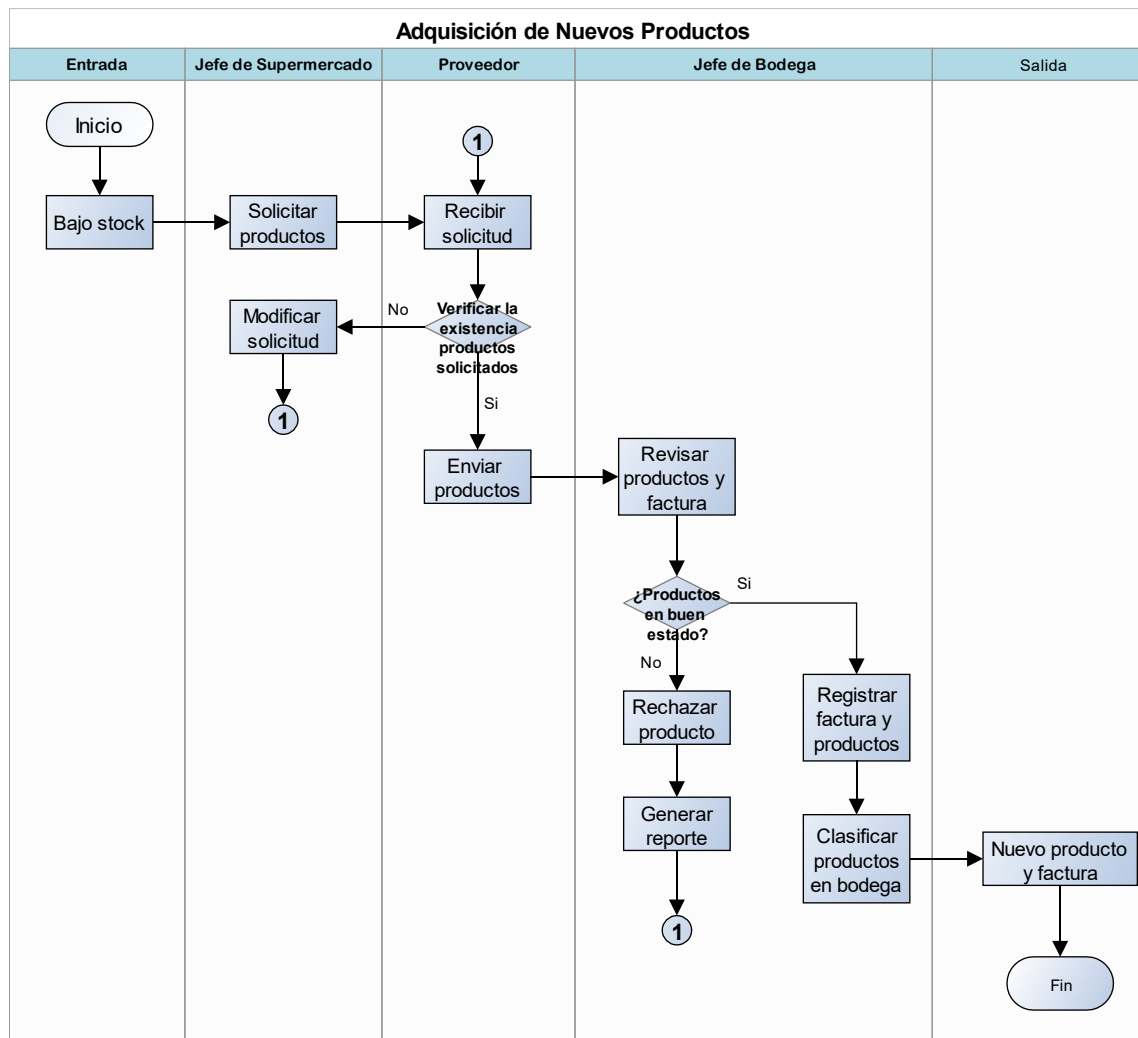 Adquisición de Nuevos Productos
Entrada
Jefe de Supermercado
Proveedor
Jefe de Bodega
Salida
Inicio
1
Bajo stock
Solicitar
productos
Recibir
solicitud
Modificar
solicitud
No
Verificar la
existencia
productos
solicitados
1
Si
Enviar
productos
Revisar
productos y
factura
¿Productos
en buen
estado?
Si
No
Rechazar
producto
Registrar
factura y
productos
Generar
reporte
Clasificar
productos
en bodega
Nuevo producto
y factura
1
Fin